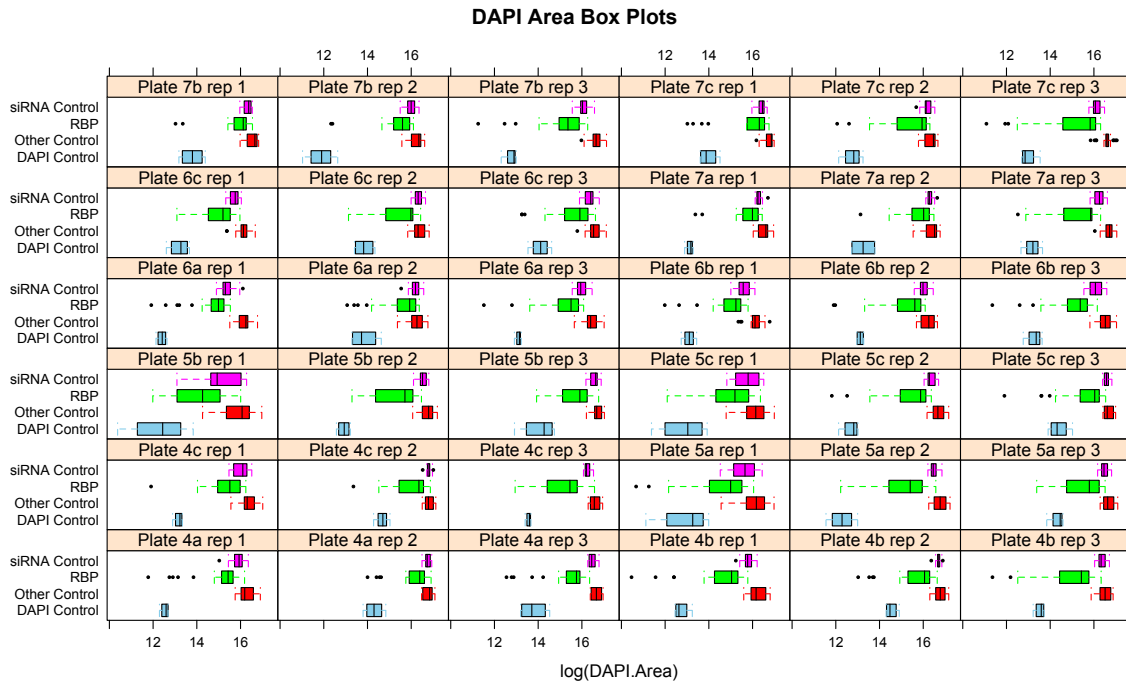 DAPI Area Box Plots
12 14 16 12 14 16 12 14 16
Plate 7b rep 1 Plate 7b rep 2 Plate 7b rep 3 Plate 7c rep 1 Plate 7c rep 2 Plate 7c rep 3
siRNA Control
RBP
Other Control
DAPI Control
Plate 6c rep 1 Plate 6c rep 2 Plate 6c rep 3 Plate 7a rep 1 Plate 7a rep 2 Plate 7a rep 3
siRNA Control
RBP
Other Control
DAPI Control
Plate 6a rep 1 Plate 6a rep 2 Plate 6a rep 3 Plate 6b rep 1 Plate 6b rep 2 Plate 6b rep 3
siRNA Control
RBP
Other Control
DAPI Control
Plate 5b rep 1 Plate 5b rep 2 Plate 5b rep 3 Plate 5c rep 1 Plate 5c rep 2 Plate 5c rep 3
siRNA Control
RBP
Other Control
DAPI Control
Plate 4c rep 1 Plate 4c rep 2 Plate 4c rep 3 Plate 5a rep 1 Plate 5a rep 2 Plate 5a rep 3
siRNA Control
RBP
Other Control
DAPI Control
Plate 4a rep 1 Plate 4a rep 2 Plate 4a rep 3 Plate 4b rep 1 Plate 4b rep 2 Plate 4b rep 3
siRNA Control
RBP
Other Control
DAPI Control
12 14 16 12 14 16 12 14 16
log(DAPI.Area)